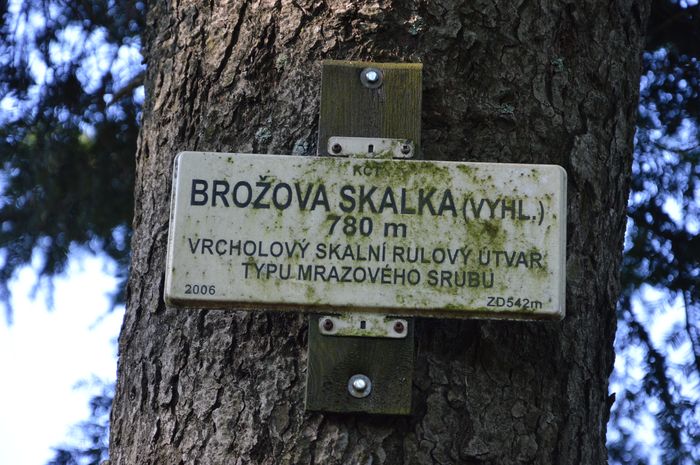 KČT
BROŽOVA SKALKA (VYHL.)
780 m
VRCHOLOVÝ SKALNÍ RULOVÝ ÚTVAR
TYPU MRAZOVÉHO SRUBU
2006 ZD542m